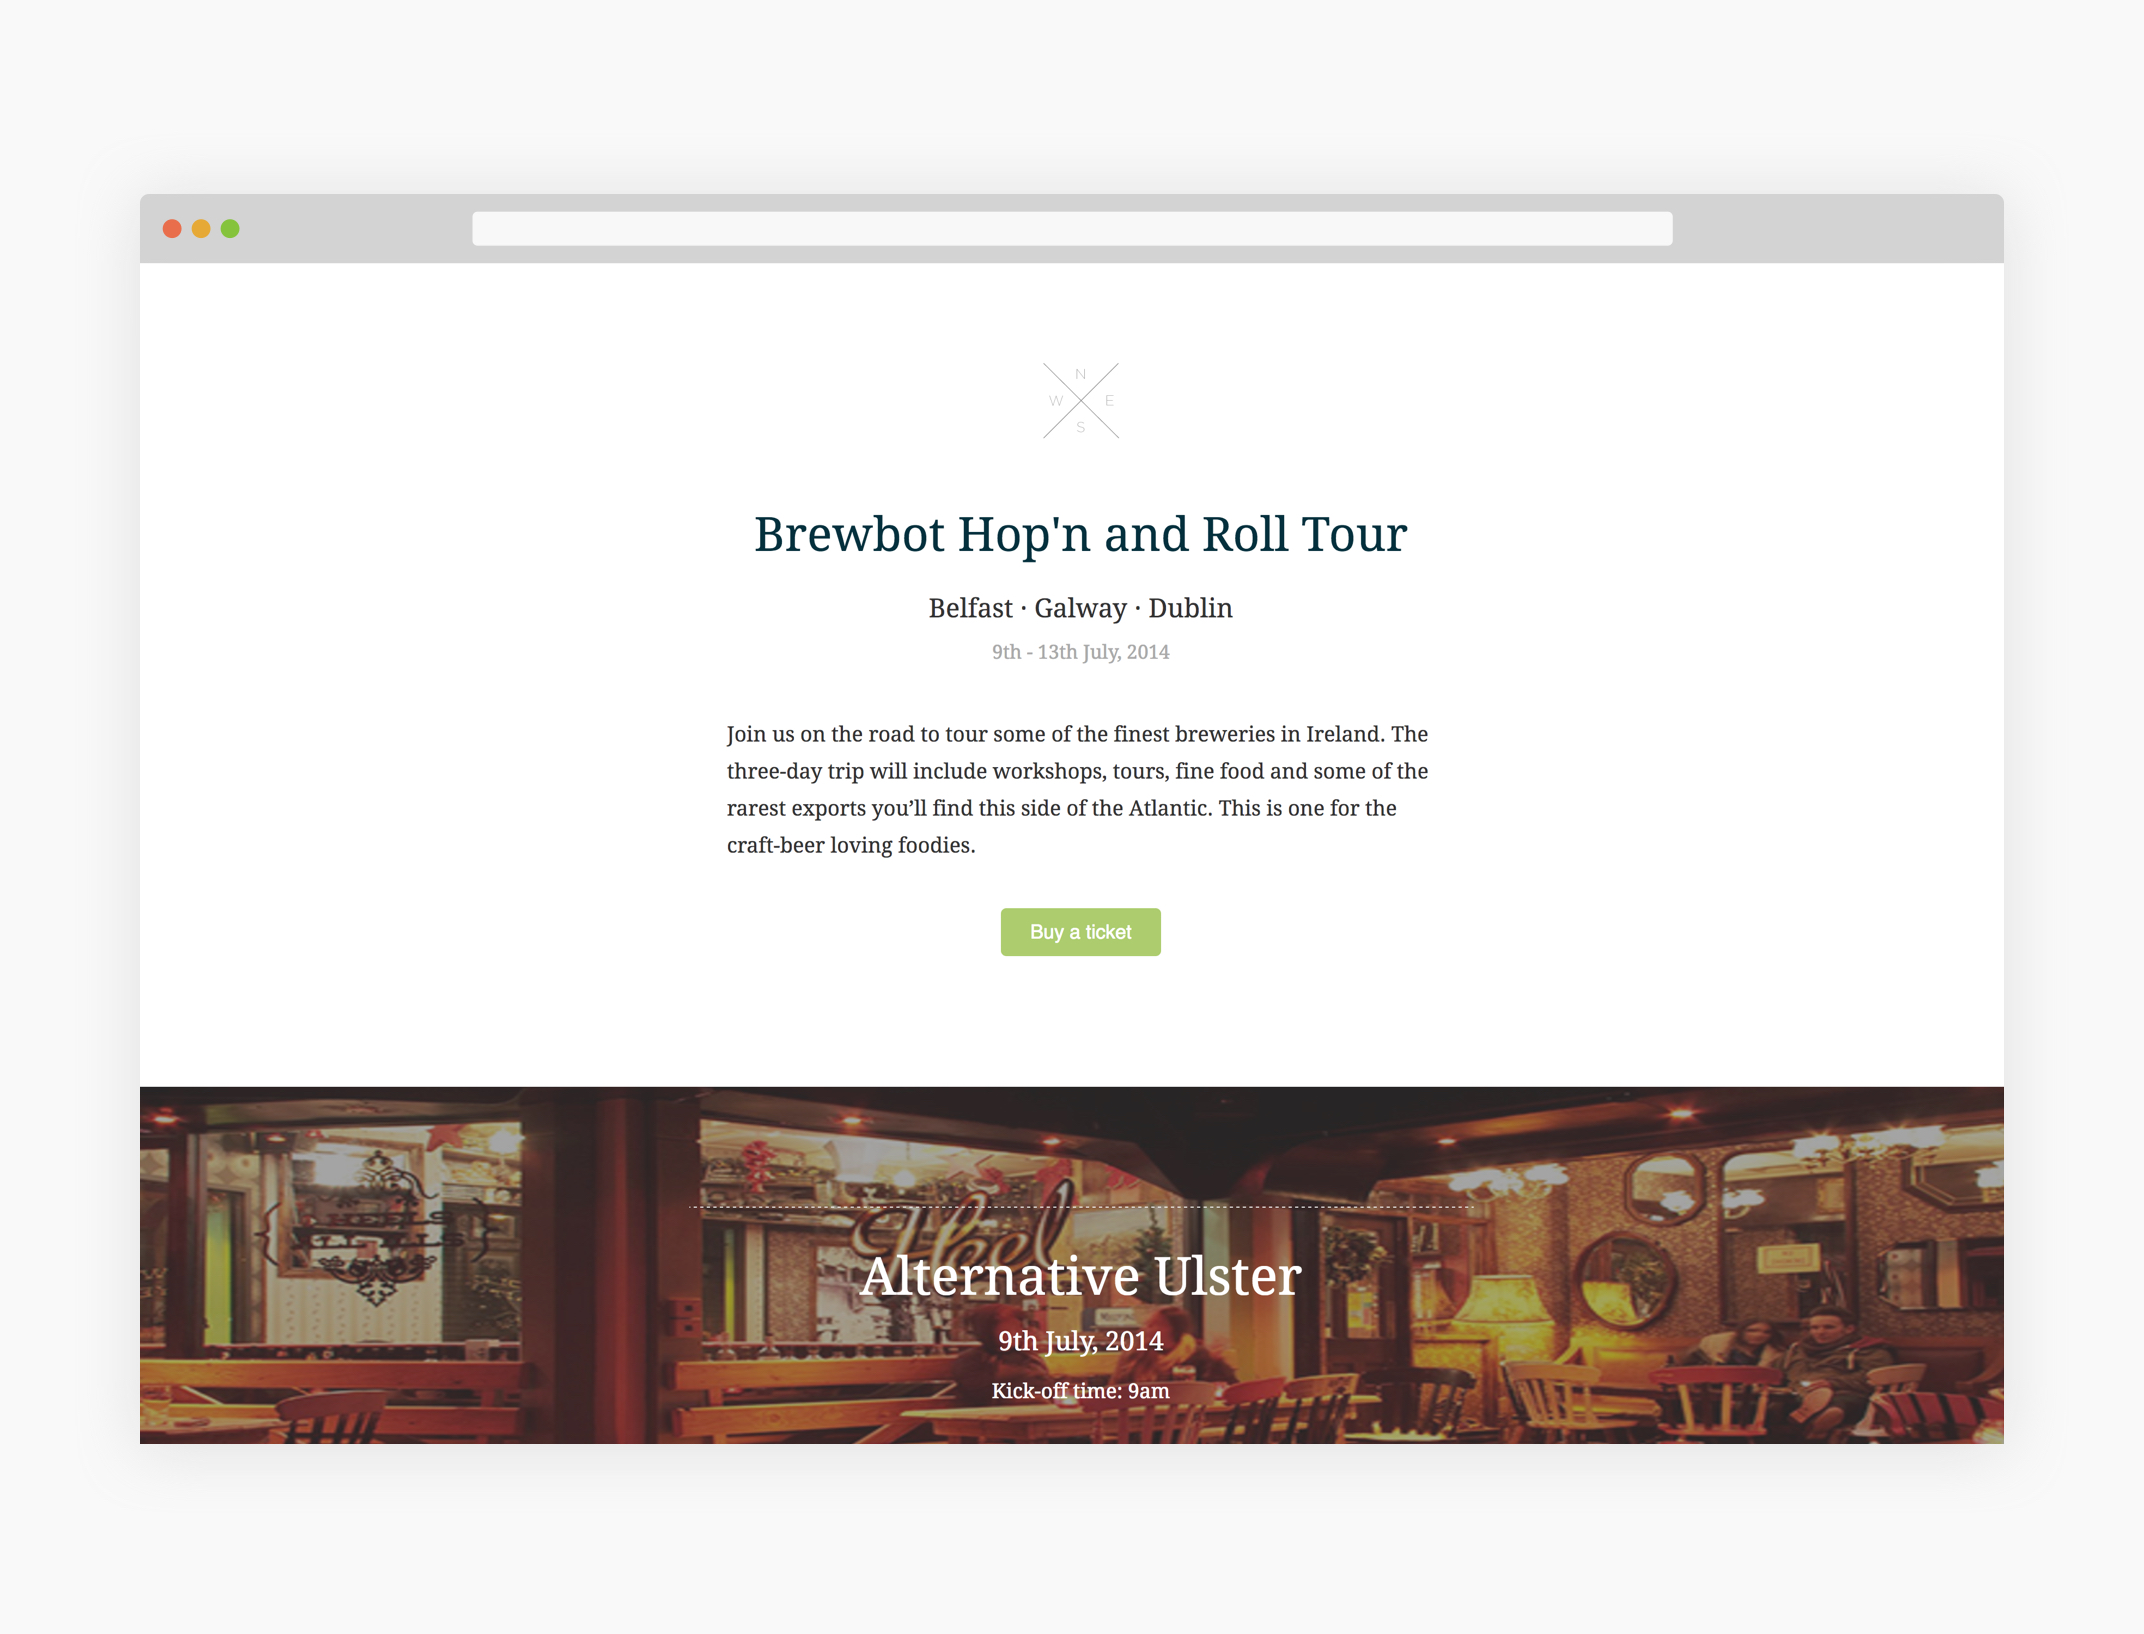 N
W E
S
Brewbot Hop'n and Roll Tour
Belfast · Galway · Dublin
9th - 13th July, 2014
Join us on the road to tour some of the finest breweries in Ireland. The
three-day trip will include workshops, tours, fine food and some of the
rarest exports you’ll find this side of the Atlantic. This is one for the
craft-beer loving foodies.
Buy a ticket
Alternative Ulster
9th July, 2014
Kick-off time: 9am